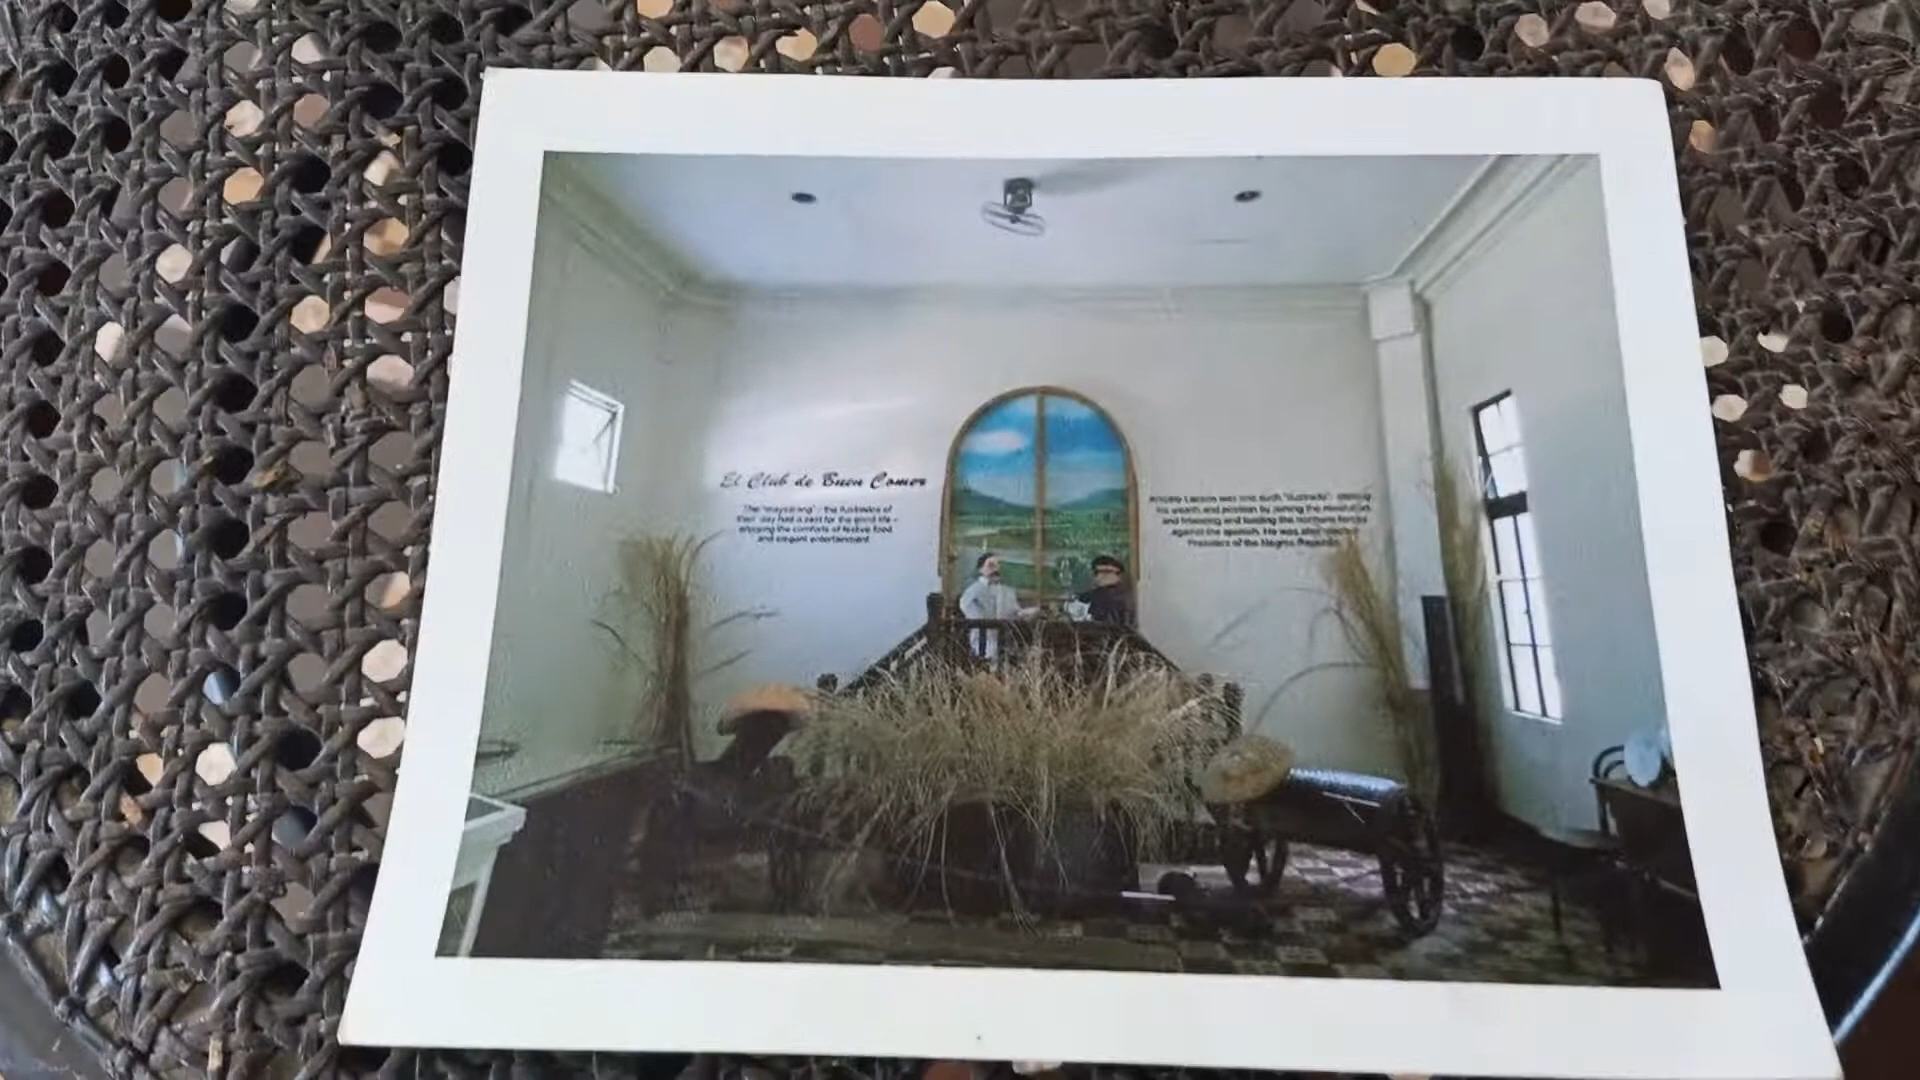 El Club de Buen Comer
The "maystrang" - the ilustrados of
their day had a zest for the good life -
enjoying the comforts of festive food
and elegant entertainment
Aniceto Lacson was one such "ilustrado": utilizing
his wealth and position by joining the revolution
and financing and leading the northern forces
against the spanish. He was also elected
President of the Negros Republic